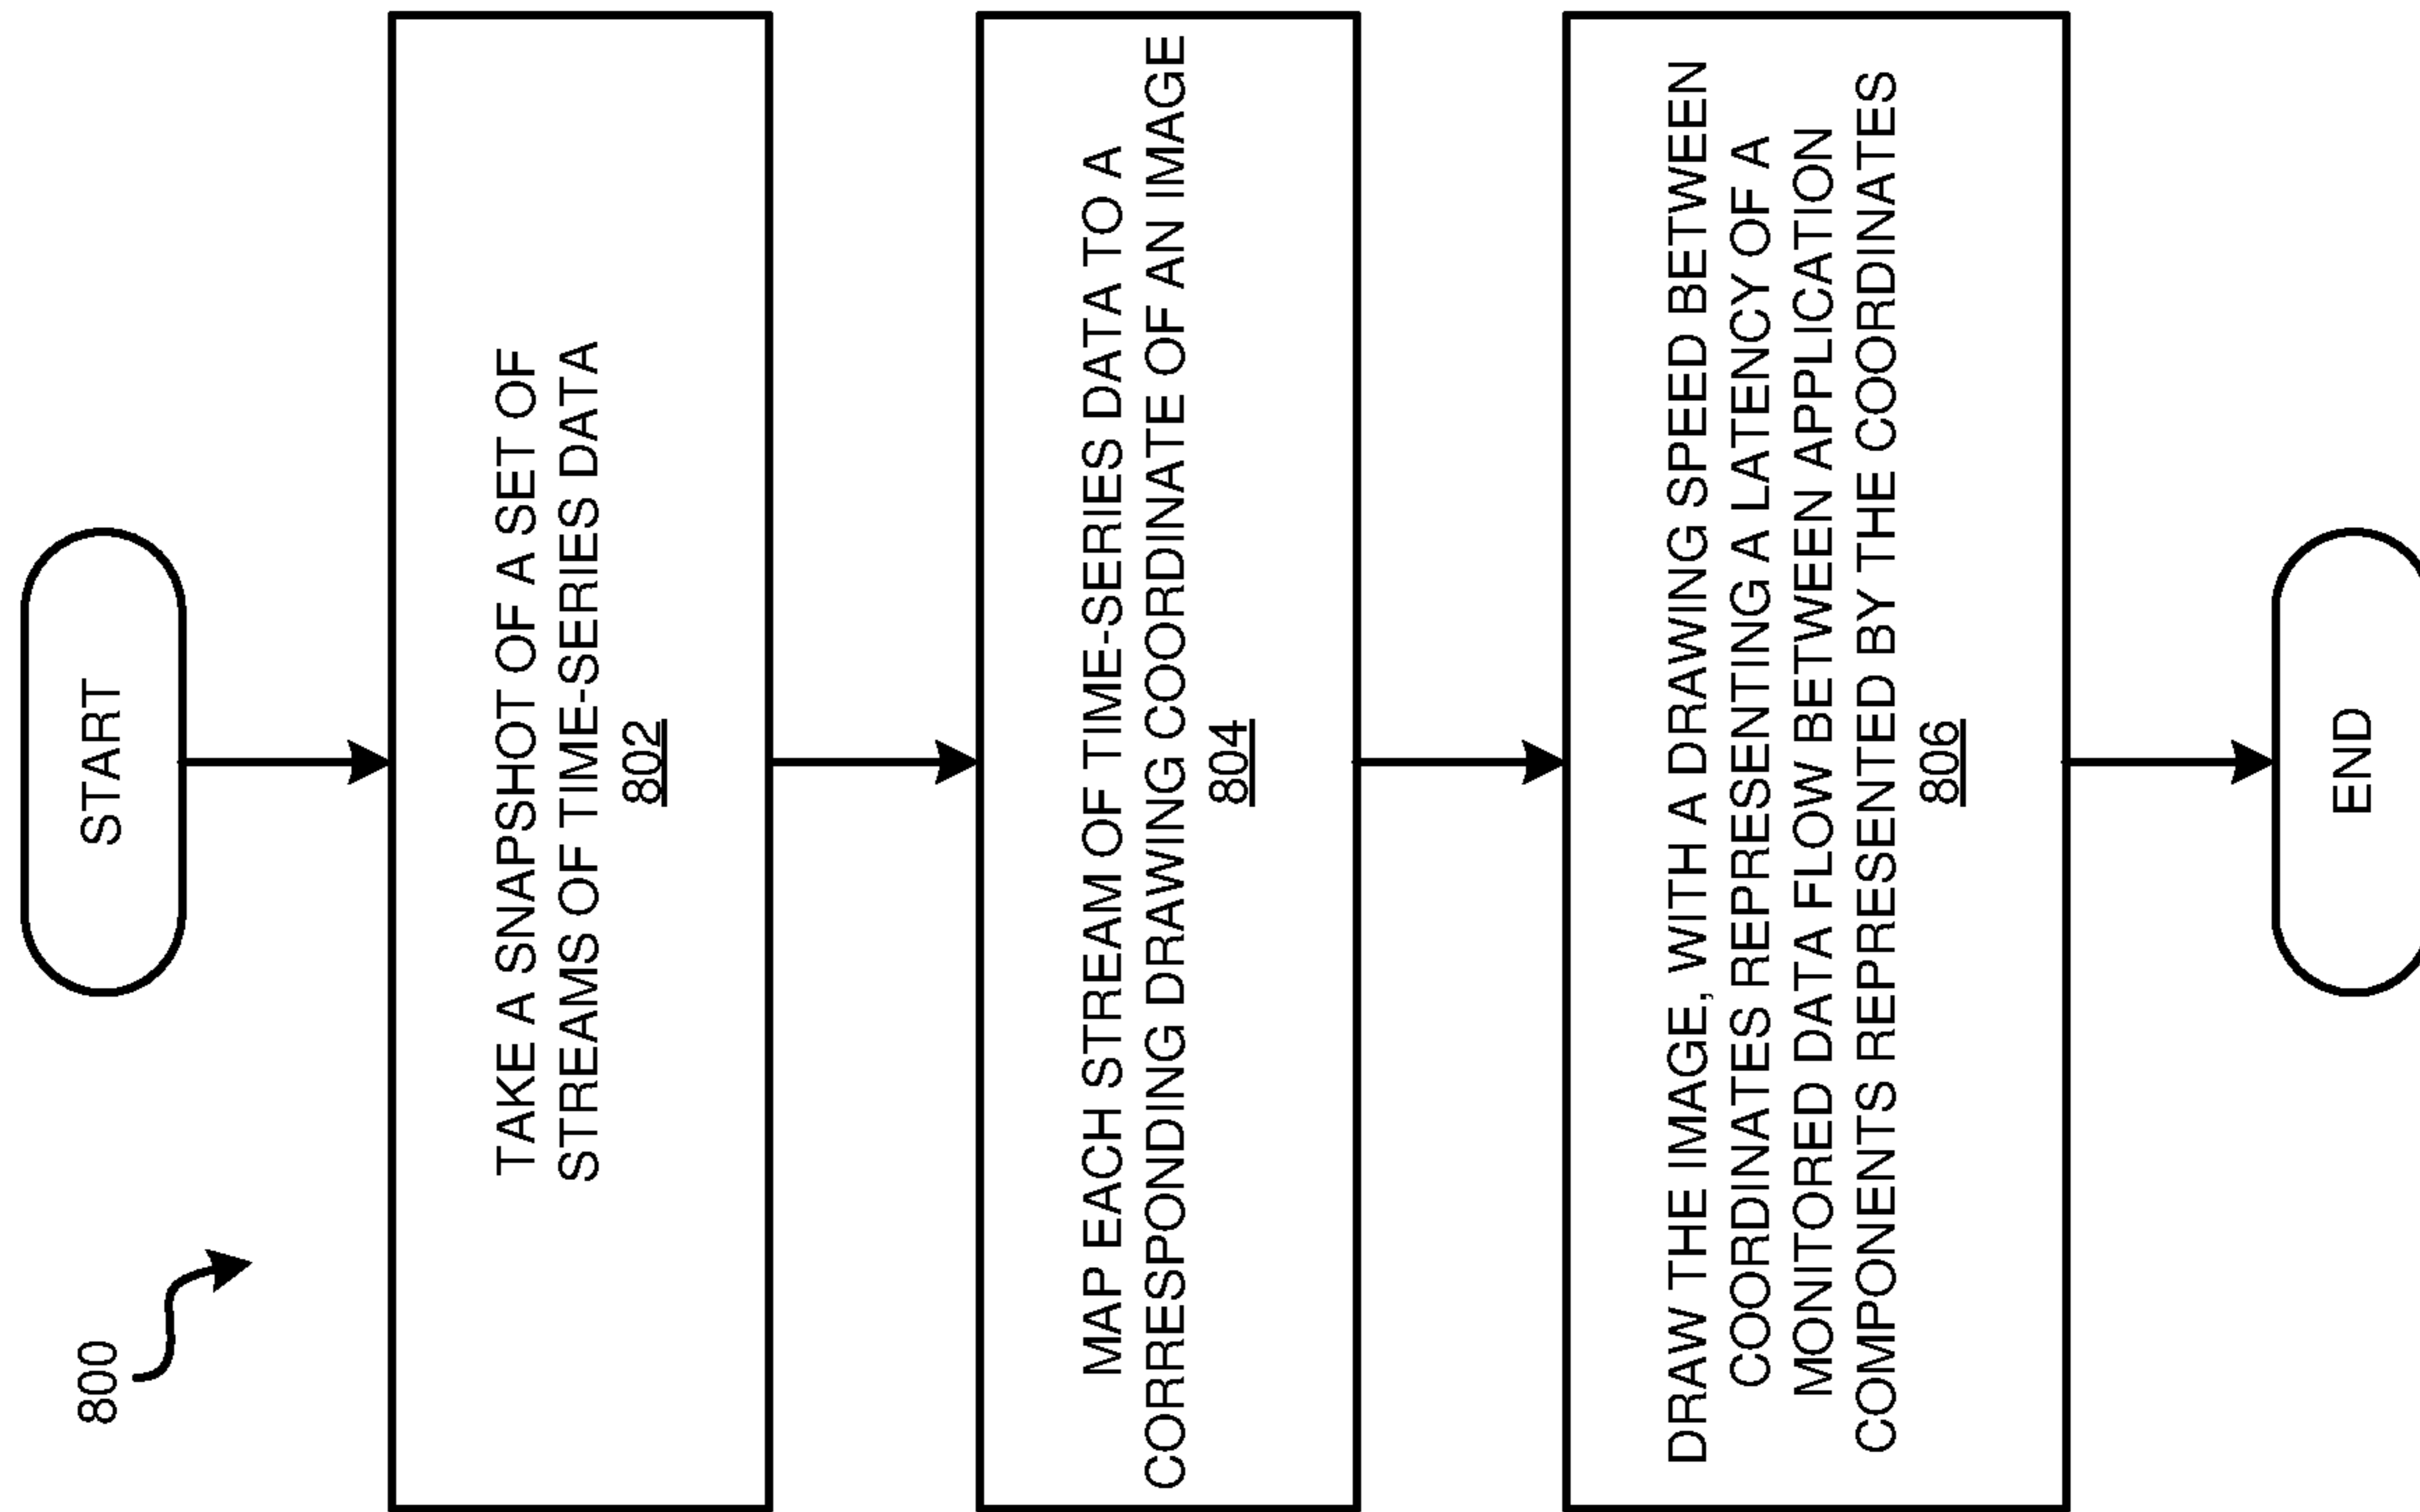 800
START
TAKE A SNAPSHOT OF A SET OF
STREAMS OF TIME-SERIES DATA
802
MAP EACH STREAM OF TIME-SERIES DATA TO A
CORRESPONDING DRAWING COORDINATE OF AN IMAGE
804
DRAW THE IMAGE, WITH A DRAWING SPEED BETWEEN
COORDINATES REPRESENTING A LATENCY OF A
MONITORED DATA FLOW BETWEEN APPLICATION
COMPONENTS REPRESENTED BY THE COORDINATES
806
END